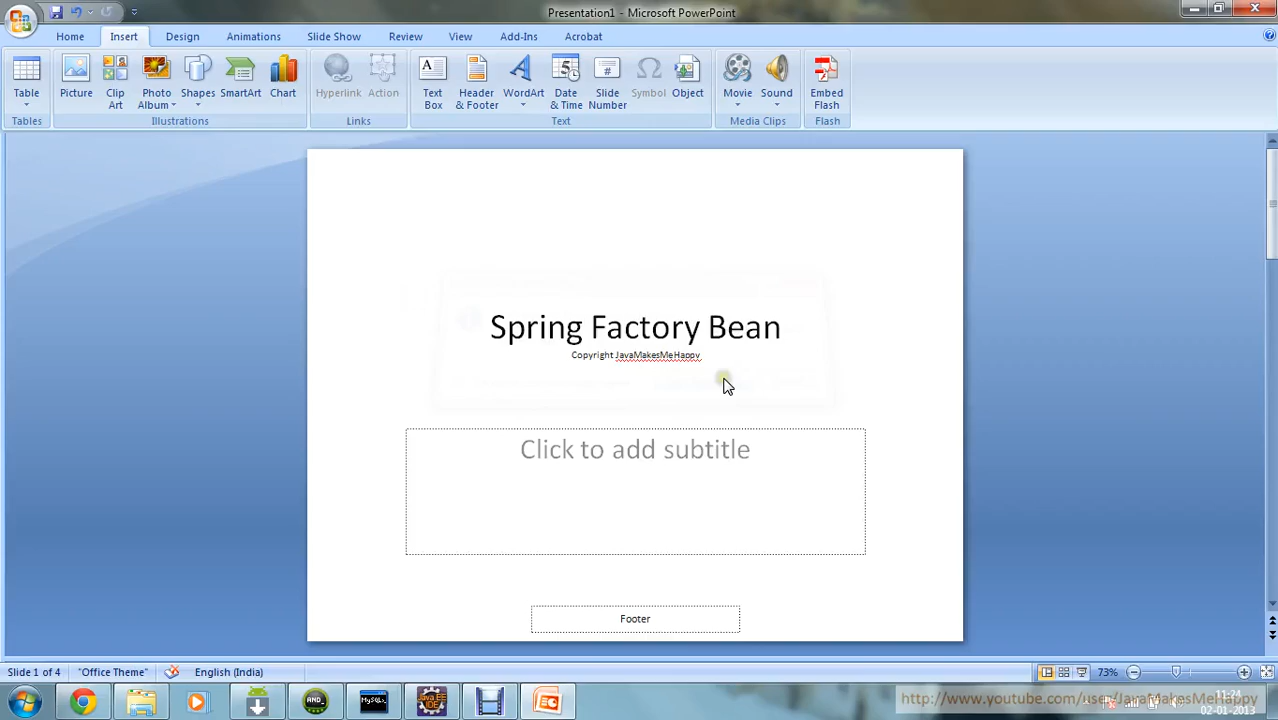 Presentation1 - Microsoft PowerPoint
Home Insert Design Animations Slide Show Review View Add-Ins Acrobat
Table Picture Clip Art Photo Album Shapes SmartArt Chart Hyperlink Action Text Box Header & Footer WordArt Date & Time Slide Number Symbol Object Movie Sound Embed Flash
Tables Illustrations Links Text Media Clips Flash
Spring Factory Bean
Copyright JavaMakesMeHappy
Click to add subtitle
Footer
Slide 1 of 4 "Office Theme" English (India) 73%
http://www.youtube.com/user/JavaMakesMeHappy
02-01-2013